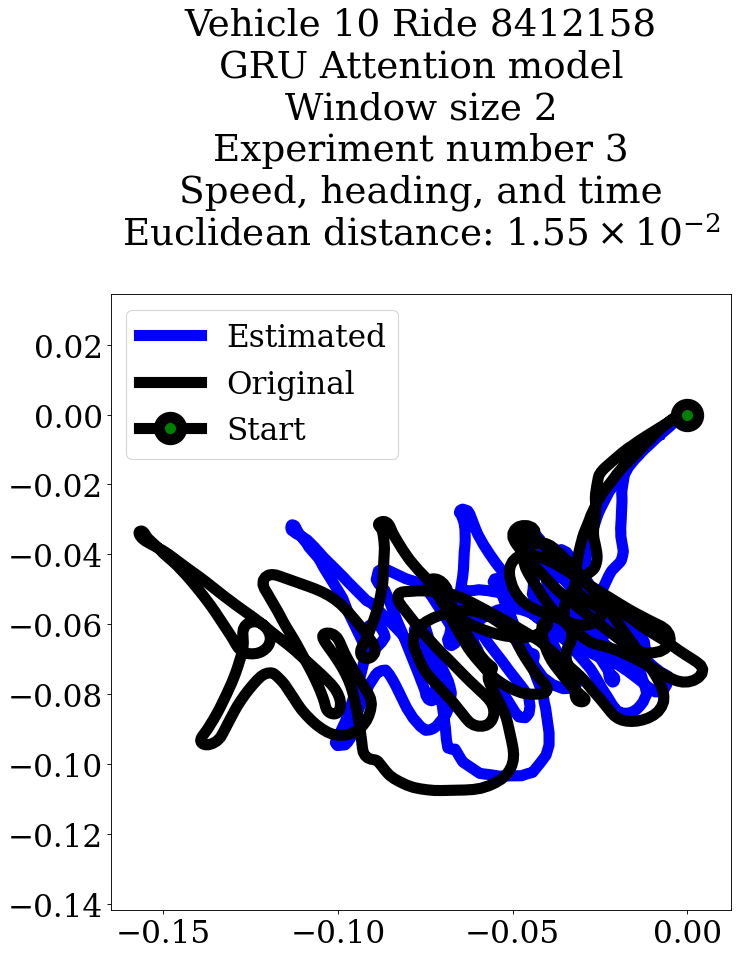 Vehicle 10 Ride 8412158
GRU Attention model
Window size 2
Experiment number 3
Speed, heading, and time
Euclidean distance: 1.55 × 10⁻²
Estimated
Original
Start
0.02
0.00
−0.02
−0.04
−0.06
−0.08
−0.10
−0.12
−0.14
−0.15
−0.10
−0.05
0.00